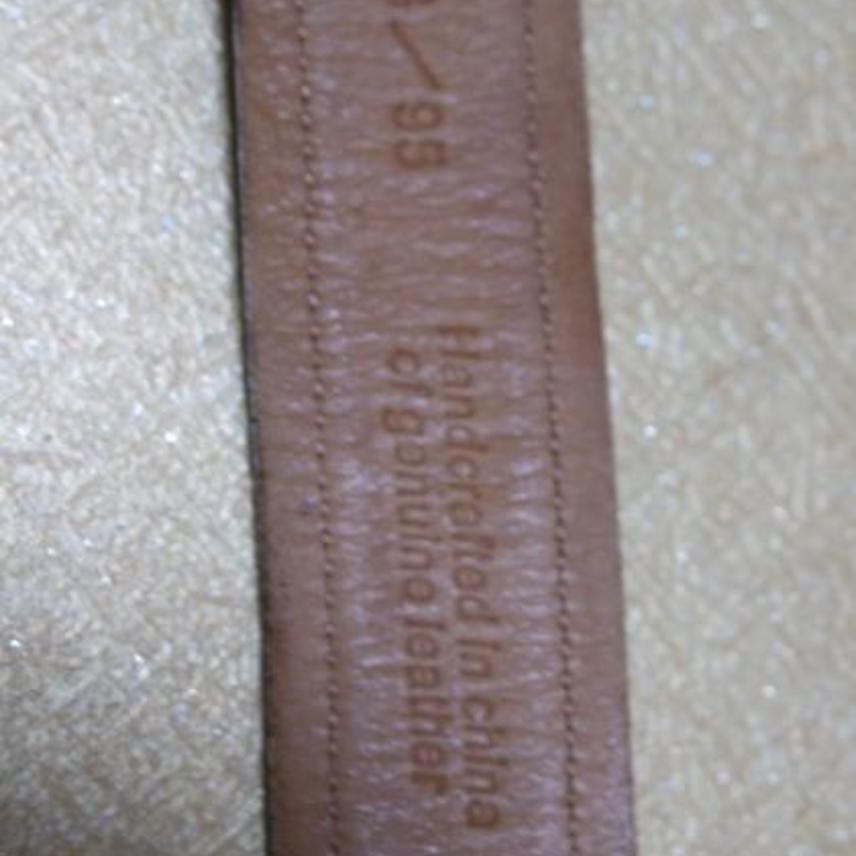 /95
Handcrafted in china
of genuine leather